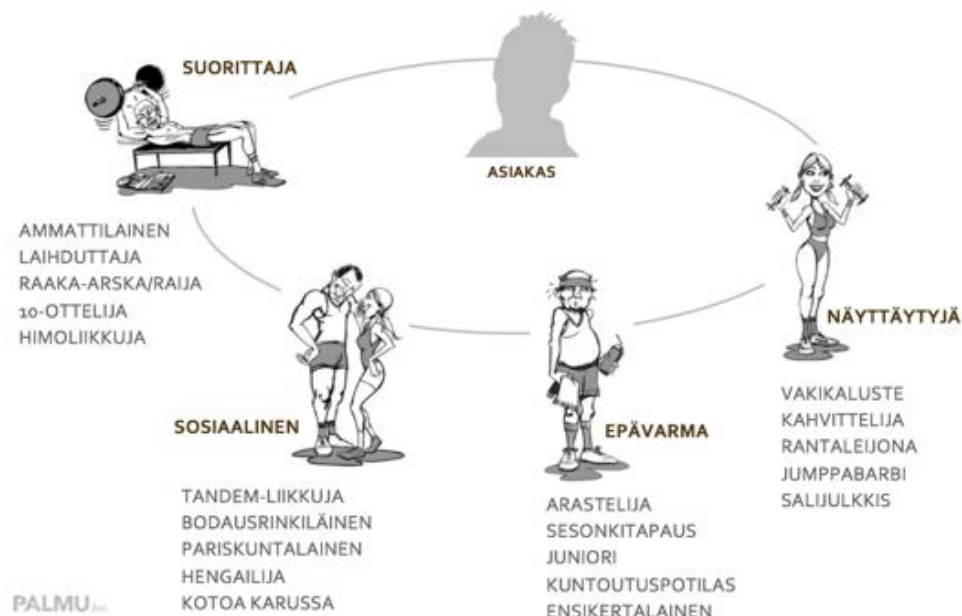 SUORITTAJA
ASIAKAS
AMMATTILAINEN
LAIHDUTTAJA
RAAKA-ARSKA/RAIJA
10-OTTELIJA
HIMOLIIKKUJA
NÄYTTÄYTYJÄ
VAKIKALUSTE
KAHVITTELIJA
RANTALEIJONA
JUMPPABARBI
SALIJULKKIS
SOSIAALINEN
TANDEM-LIIKKUJA
BODAUSRINKILÄINEN
PARISKUNTALAINEN
HENGAILIJA
KOTOA KARUSSA
EPÄVARMA
ARASTELIJA
SESONKITAPAUS
JUNIORI
KUNTOUTUSPOTILAS
ENSIKERTALAINEN
PALMU